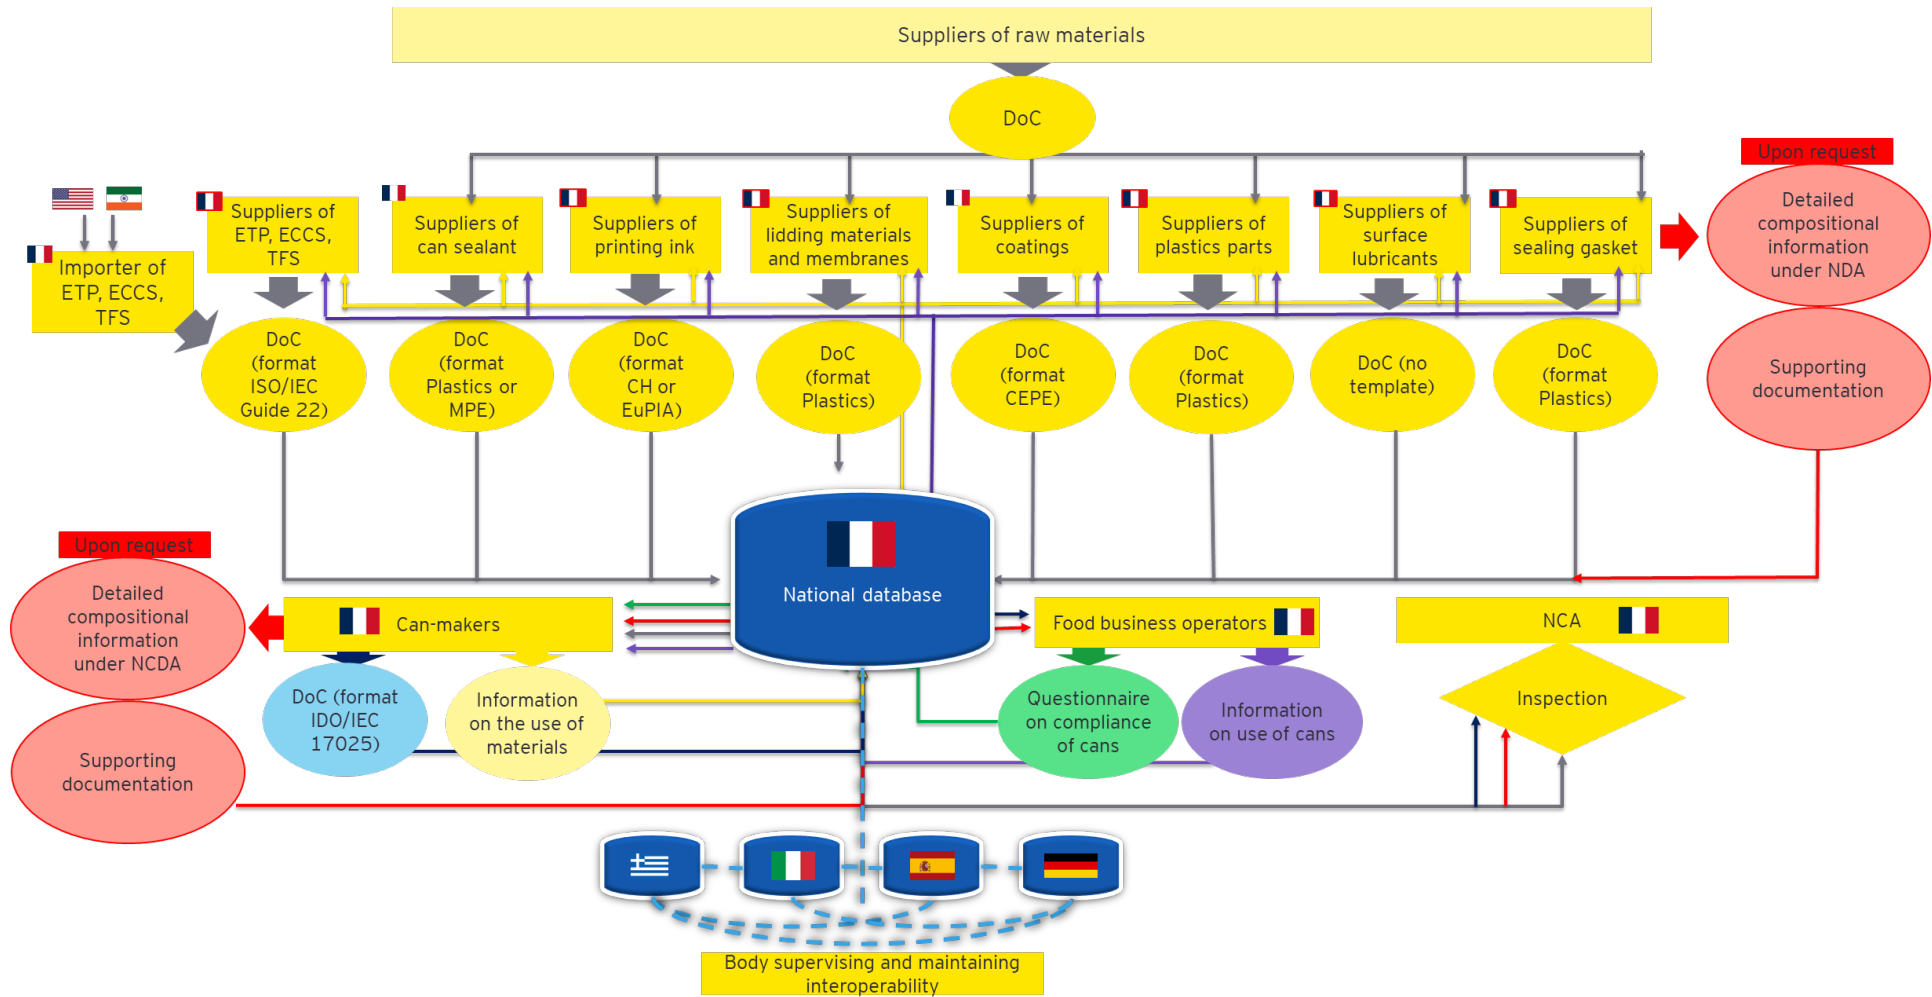 Suppliers of raw materials
DoC
Upon request
Detailed
compositional
information
under NDA
Supporting
documentation
Importer of
ETP, ECCS,
TFS
Suppliers of
ETP, ECCS,
TFS
Suppliers of
can sealant
Suppliers of
printing ink
Suppliers of
lidding materials
and membranes
Suppliers of
coatings
Suppliers of
plastics parts
Suppliers of
surface
lubricants
Suppliers of
sealing gasket
DoC
(format
ISO/IEC
Guide 22)
DoC
(format
Plastics or
MPE)
DoC
(format
CH or
EuPIA)
DoC
(format
Plastics)
DoC
(format
CEPE)
DoC
(format
Plastics)
DoC (no
template)
DoC
(format
Plastics)
National database
Upon request
Detailed
compositional
information
under NCDA
Supporting
documentation
Can-makers
DoC (format
IDO/IEC
17025)
Information
on the use of
materials
Food business operators
Questionnaire
on compliance
of cans
Information
on use of cans
NCA
Inspection
Body supervising and maintaining
interoperability